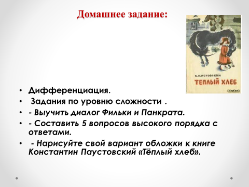 Домашнее задание:
К.ПАУСТОВСКИЙ
ТЁПЛЫЙ ХЛЕБ
• Дифференциация.
• Задания по уровню сложности .
• - Выучить диалог Фильки и Панкрата.
• - Составить 5 вопросов высокого порядка с
ответами.
• - Нарисуйте свой вариант обложки к книге
Константин Паустовский «Тёплый хлеб».